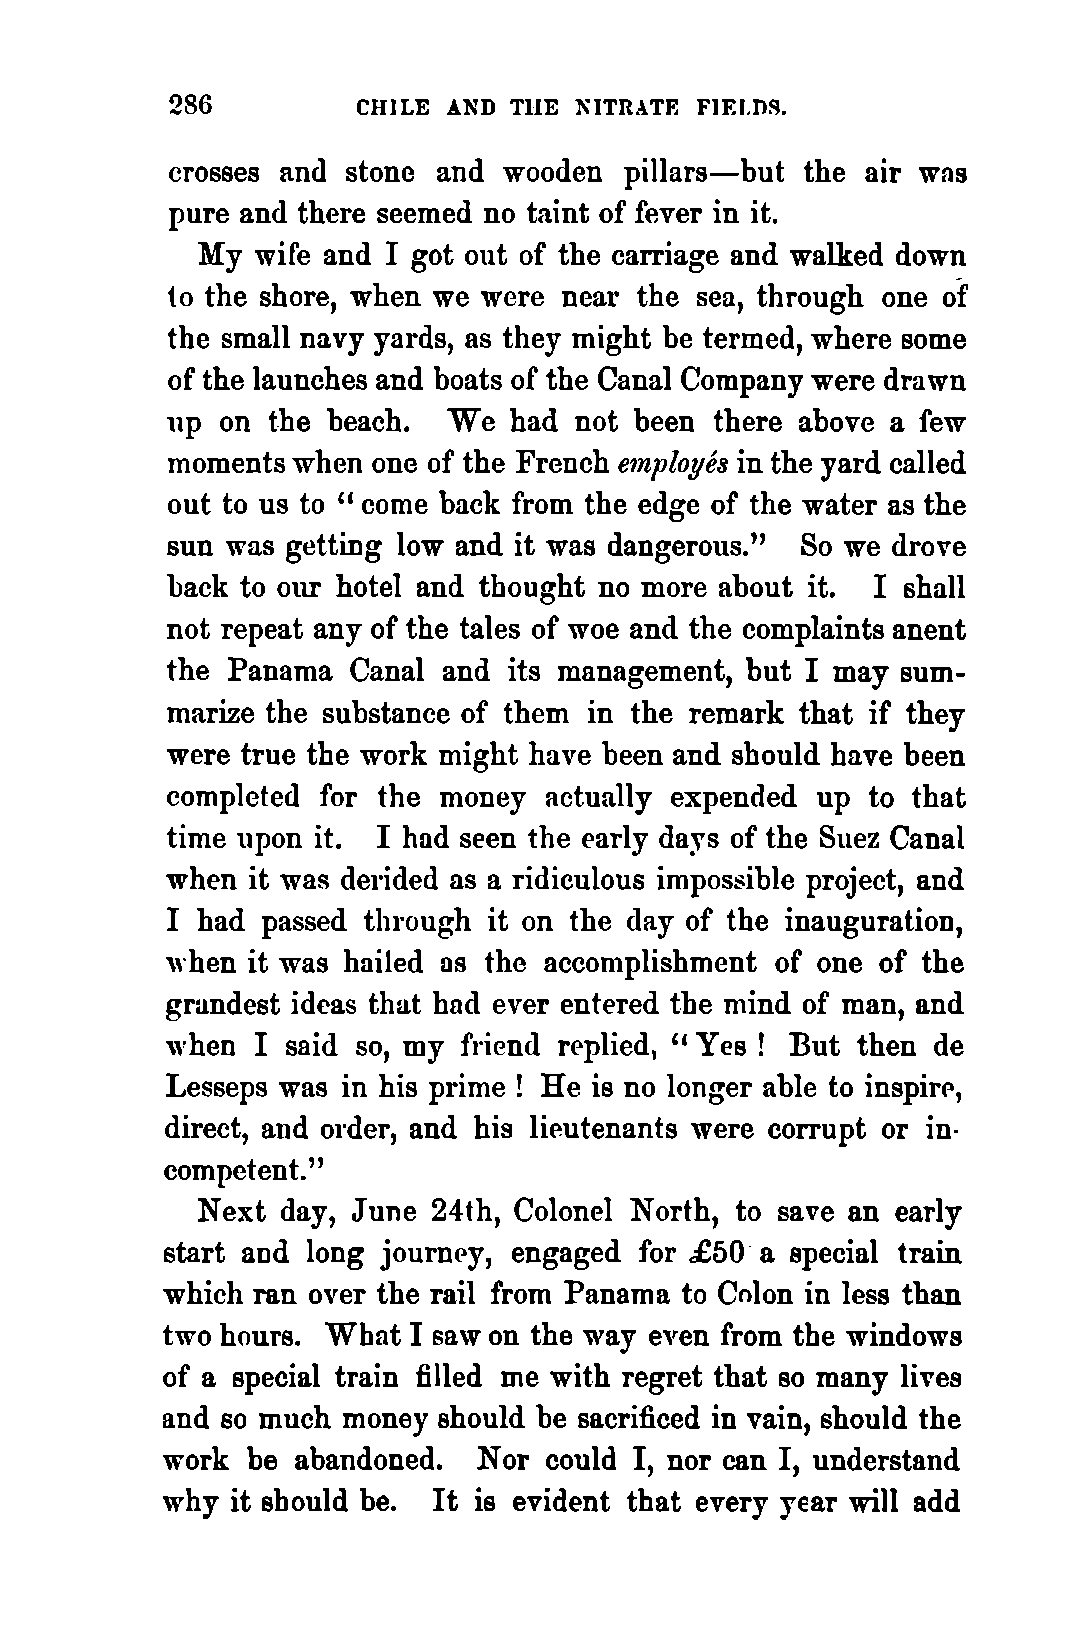 286 CHILE AND THE NITRATE FIELDS.
crosses and stone and wooden pillars—but the air was
pure and there seemed no taint of fever in it.
My wife and I got out of the carriage and walked down
to the shore, when we were near the sea, through one of
the small navy yards, as they might be termed, where some
of the launches and boats of the Canal Company were drawn
up on the beach. We had not been there above a few
moments when one of the French employés in the yard called
out to us to “ come back from the edge of the water as the
sun was getting low and it was dangerous.” So we drove
back to our hotel and thought no more about it. I shall
not repeat any of the tales of woe and the complaints anent
the Panama Canal and its management, but I may sum-
marize the substance of them in the remark that if they
were true the work might have been and should have been
completed for the money actually expended up to that
time upon it. I had seen the early days of the Suez Canal
when it was derided as a ridiculous impossible project, and
I had passed through it on the day of the inauguration,
when it was hailed as the accomplishment of one of the
grandest ideas that had ever entered the mind of man, and
when I said so, my friend replied, “ Yes ! But then de
Lesseps was in his prime ! He is no longer able to inspire,
direct, and order, and his lieutenants were corrupt or in-
competent.”
Next day, June 24th, Colonel North, to save an early
start and long journey, engaged for £50 a special train
which ran over the rail from Panama to Colon in less than
two hours. What I saw on the way even from the windows
of a special train filled me with regret that so many lives
and so much money should be sacrificed in vain, should the
work be abandoned. Nor could I, nor can I, understand
why it should be. It is evident that every year will add